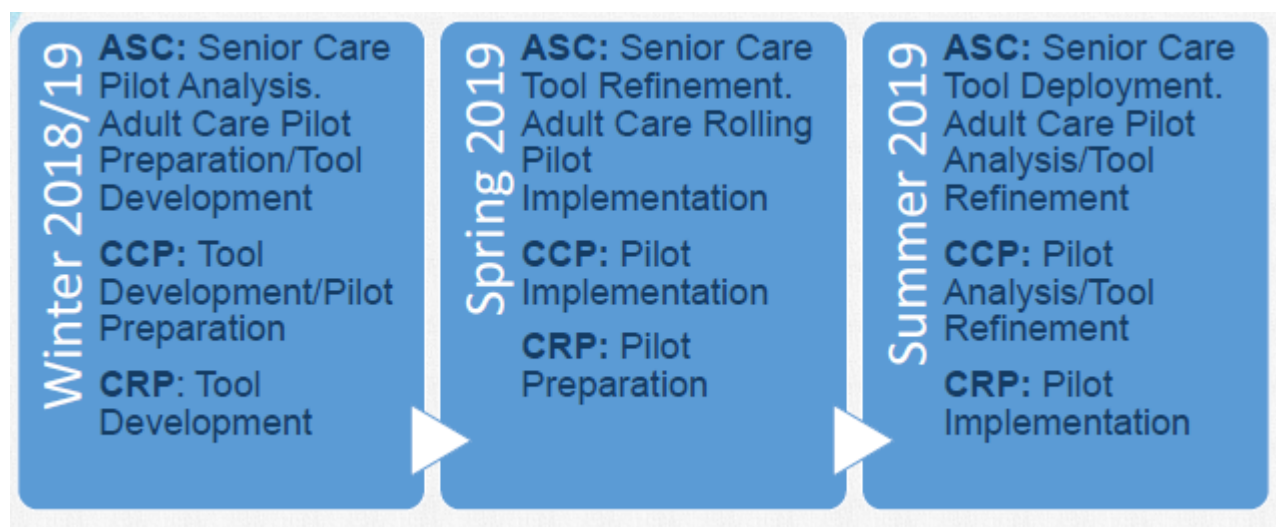 Winter 2018/19
ASC: Senior Care
Pilot Analysis.
Adult Care Pilot
Preparation/Tool
Development
CCP: Tool
Development/Pilot
Preparation
CRP: Tool
Development
Spring 2019
ASC: Senior Care
Tool Refinement.
Adult Care Rolling
Pilot
Implementation
CCP: Pilot
Implementation
CRP: Pilot
Preparation
Summer 2019
ASC: Senior Care
Tool Deployment.
Adult Care Pilot
Analysis/Tool
Refinement
CCP: Pilot
Analysis/Tool
Refinement
CRP: Pilot
Implementation